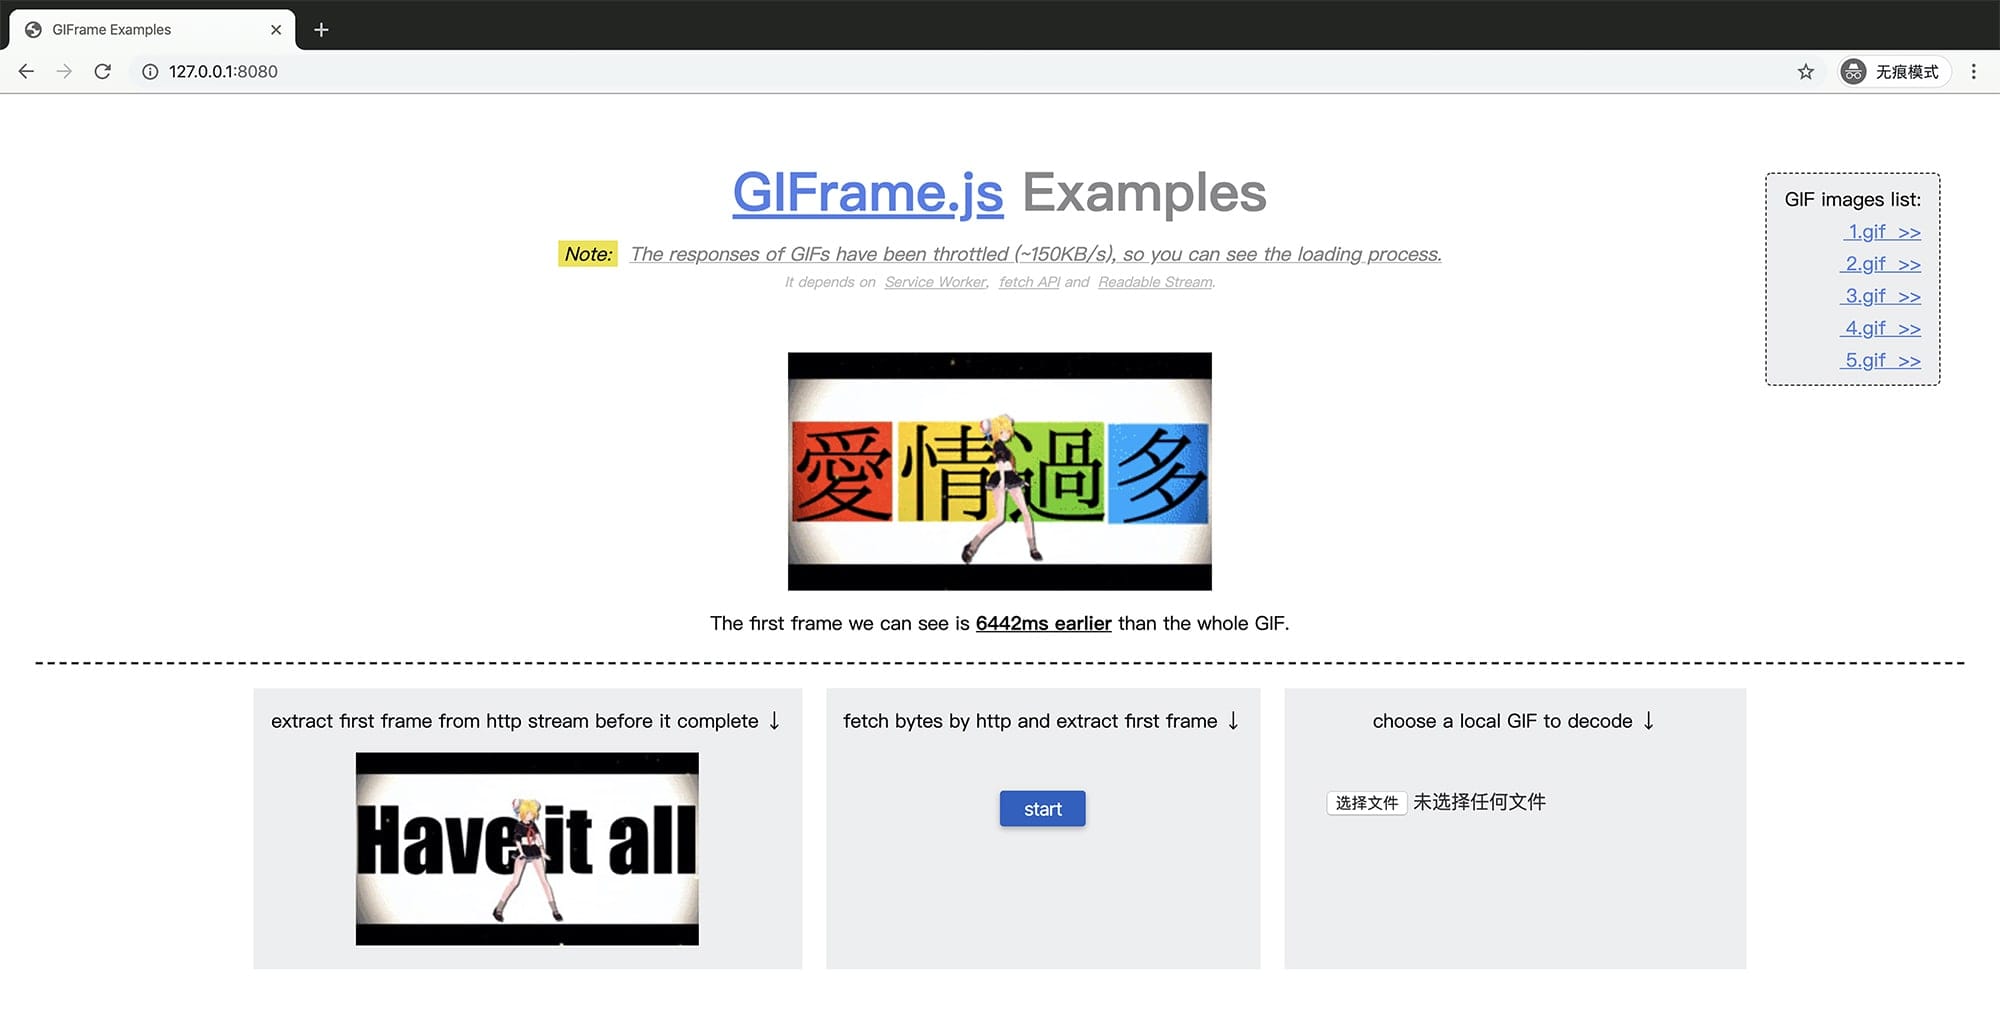 GIFrame Examples
127.0.0.1:8080
无痕模式
GIFrame.js Examples
Note: The responses of GIFs have been throttled (~150KB/s), so you can see the loading process.
It depends on Service Worker, fetch API and Readable Stream.
GIF images list:
1.gif >>
2.gif >>
3.gif >>
4.gif >>
5.gif >>
愛情過多
The first frame we can see is 6442ms earlier than the whole GIF.
extract first frame from http stream before it complete ↓
Have it all
fetch bytes by http and extract first frame ↓
start
choose a local GIF to decode ↓
选择文件 未选择任何文件